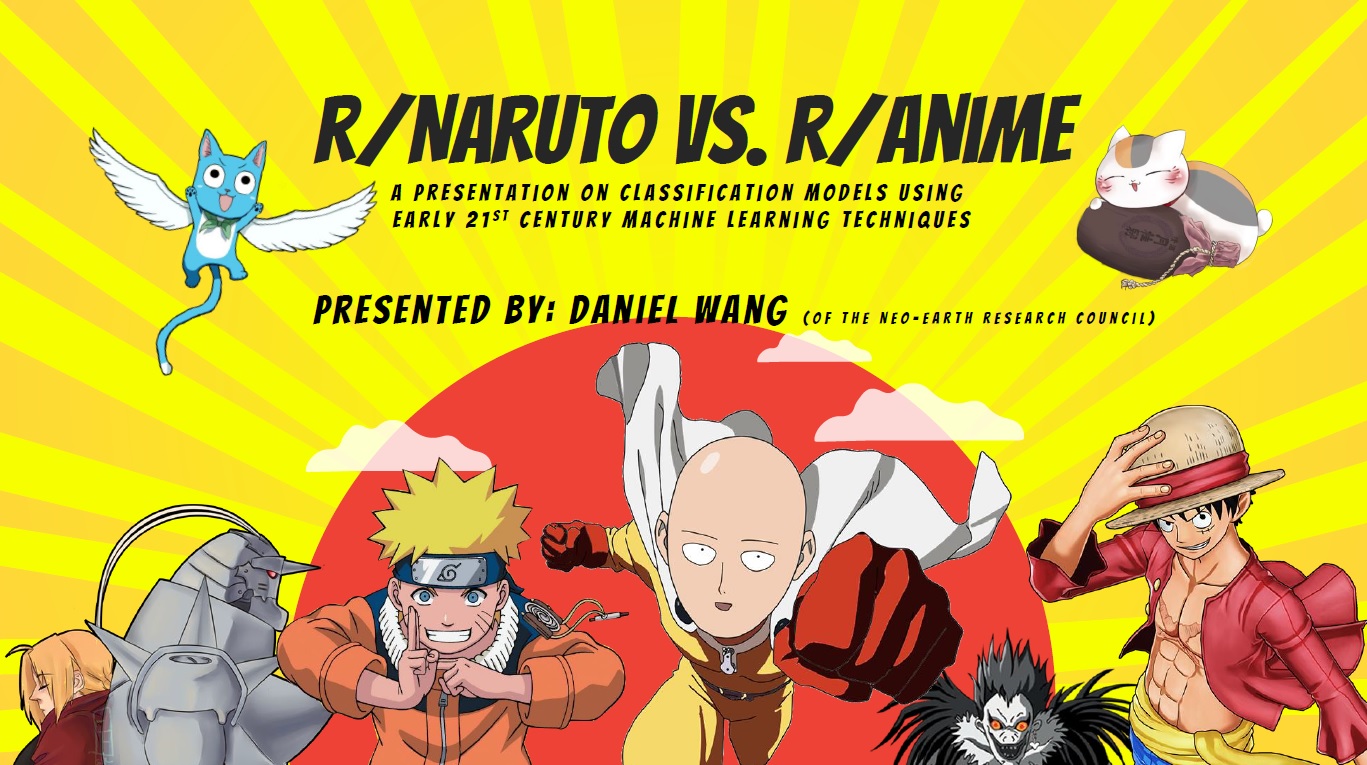 R/NARUTO VS. R/ANIME
A PRESENTATION ON CLASSIFICATION MODELS USING
EARLY 21ST CENTURY MACHINE LEARNING TECHNIQUES
PRESENTED BY: DANIEL WANG (OF THE NEO-EARTH RESEARCH COUNCIL)